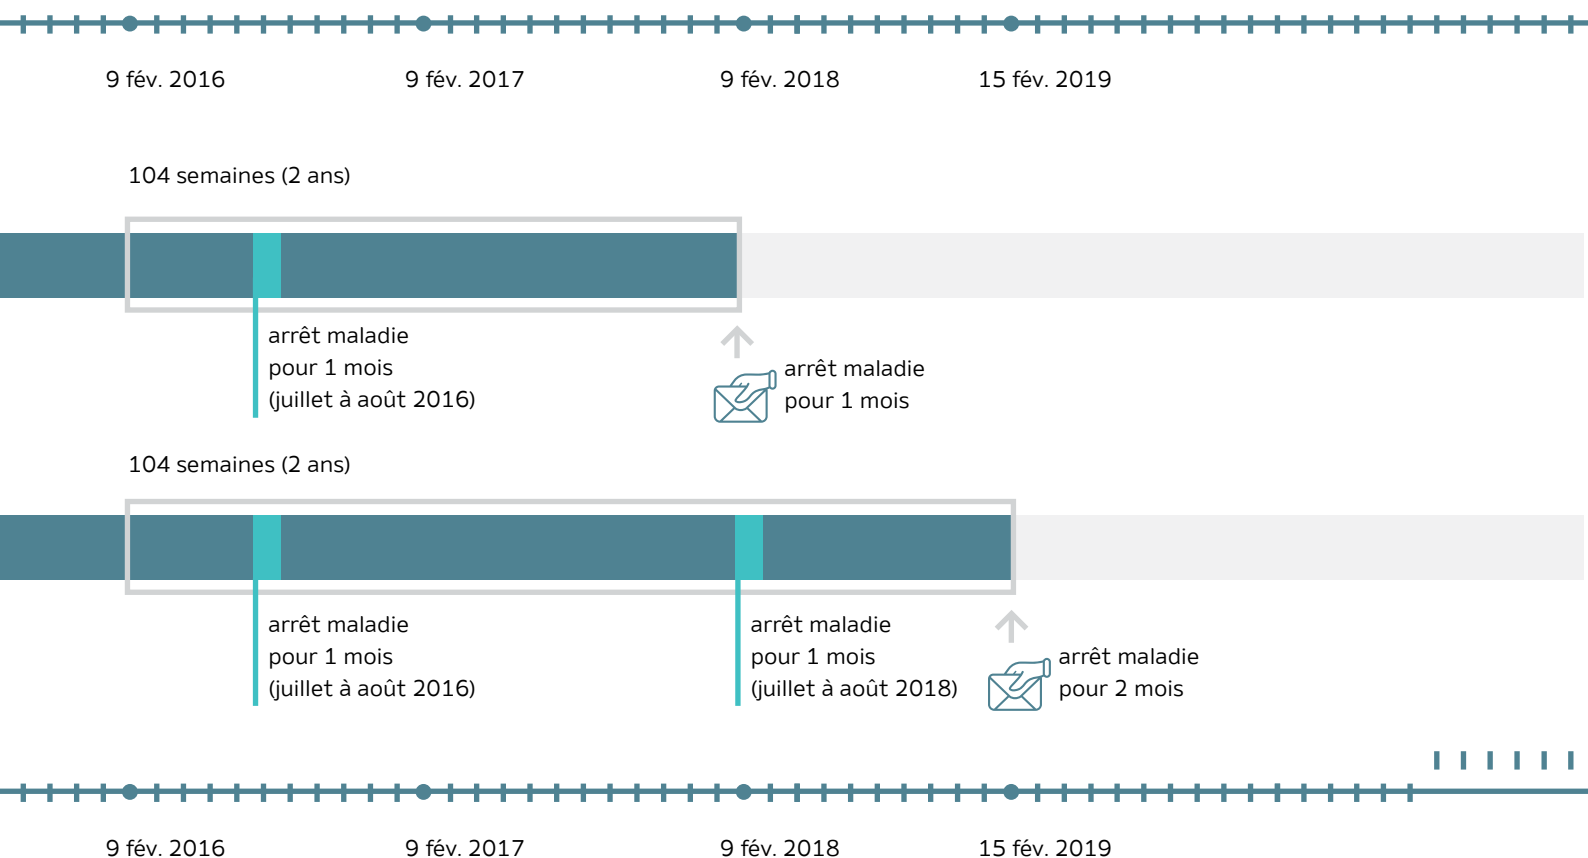 9 fév. 2016 9 fév. 2017 9 fév. 2018 15 fév. 2019
104 semaines (2 ans)
arrêt maladie
pour 1 mois
(juillet à août 2016)
arrêt maladie
pour 1 mois
104 semaines (2 ans)
arrêt maladie
pour 1 mois
(juillet à août 2016)
arrêt maladie
pour 1 mois
(juillet à août 2018)
arrêt maladie
pour 2 mois
9 fév. 2016 9 fév. 2017 9 fév. 2018 15 fév. 2019